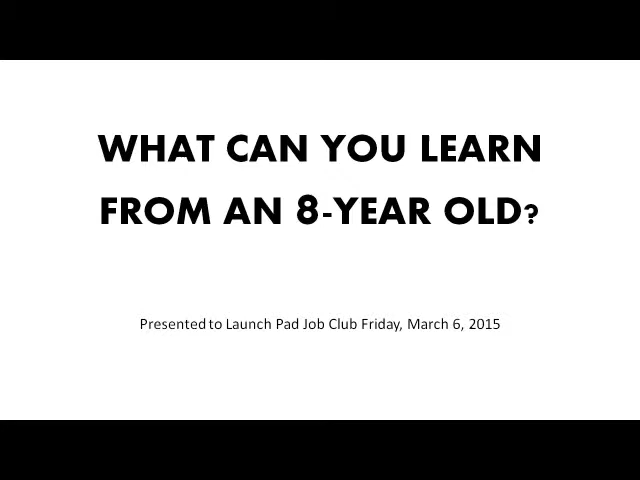 WHAT CAN YOU LEARN
FROM AN 8-YEAR OLD?
Presented to Launch Pad Job Club Friday, March 6, 2015